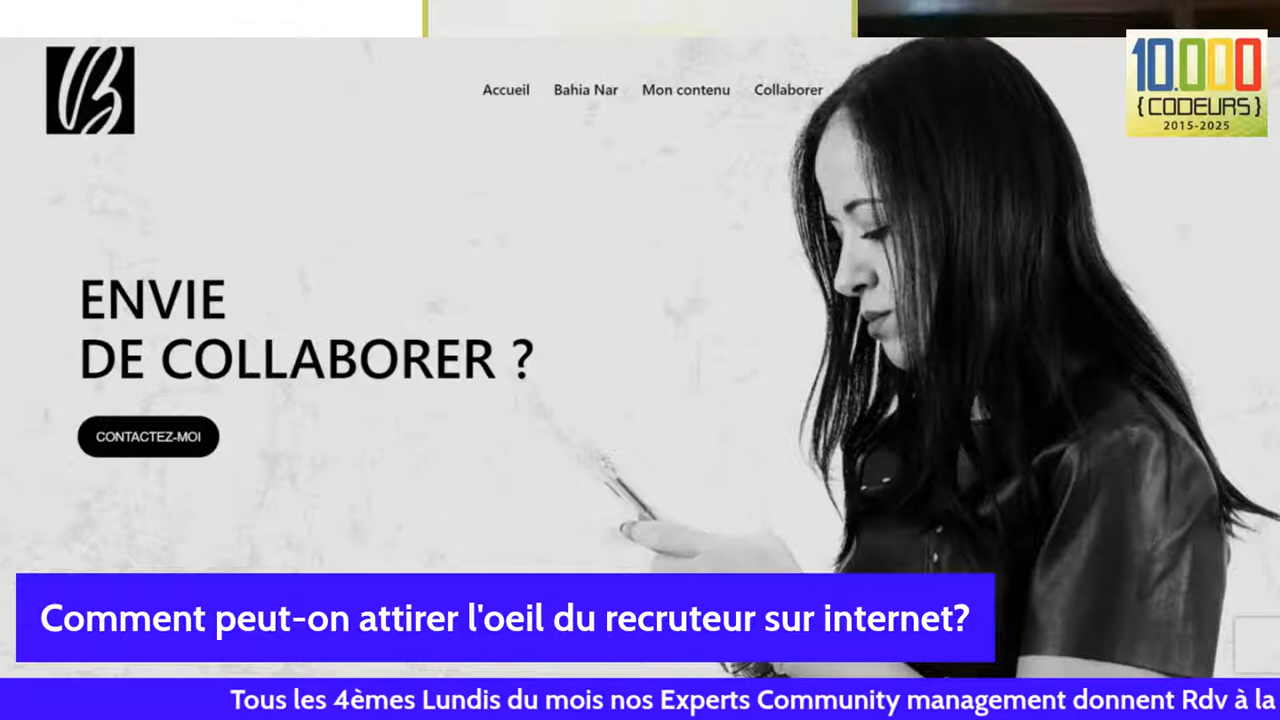 B
Accueil Bahia Nar Mon contenu Collaborer
10.000
{CODEURS}
2015-2025
ENVIE
DE COLLABORER ?
CONTACTEZ-MOI
Comment peut-on attirer l'oeil du recruteur sur internet?
Tous les 4èmes Lundis du mois nos Experts Community management donnent Rdv à la